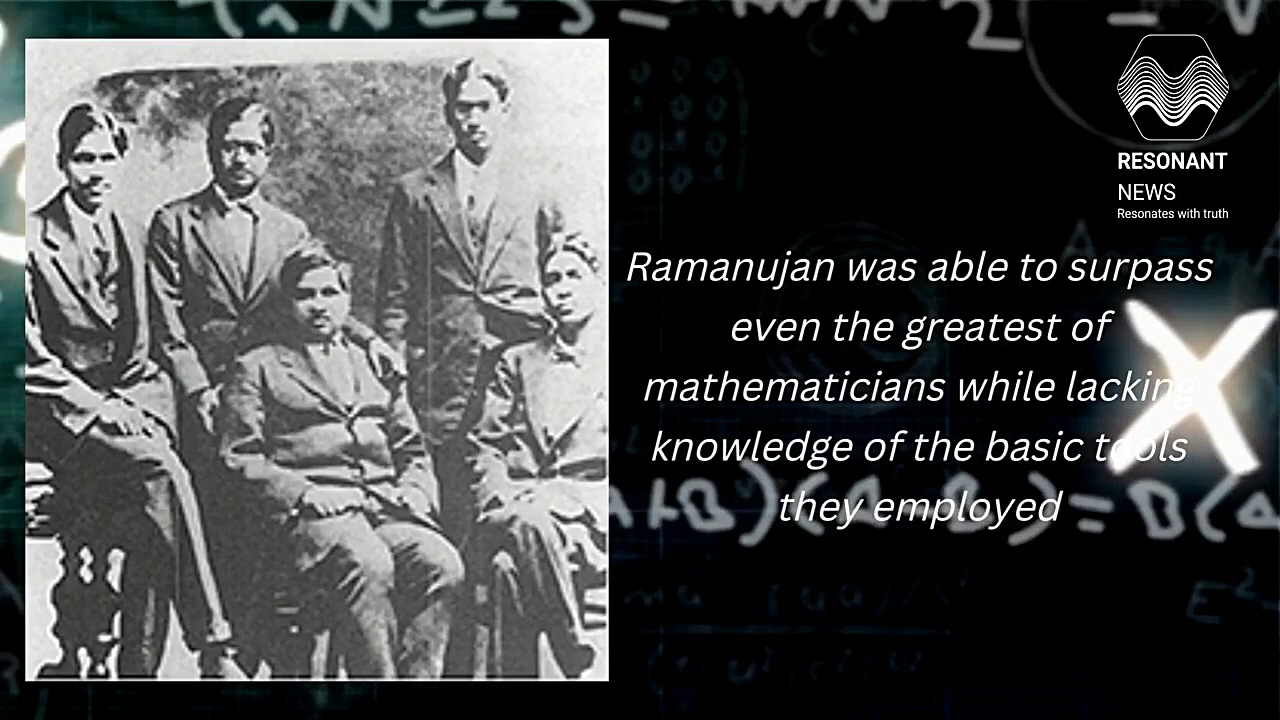 RESONANT
NEWS
Resonates with truth
Ramanujan was able to surpass
even the greatest of
mathematicians while lacking
knowledge of the basic tools
they employed